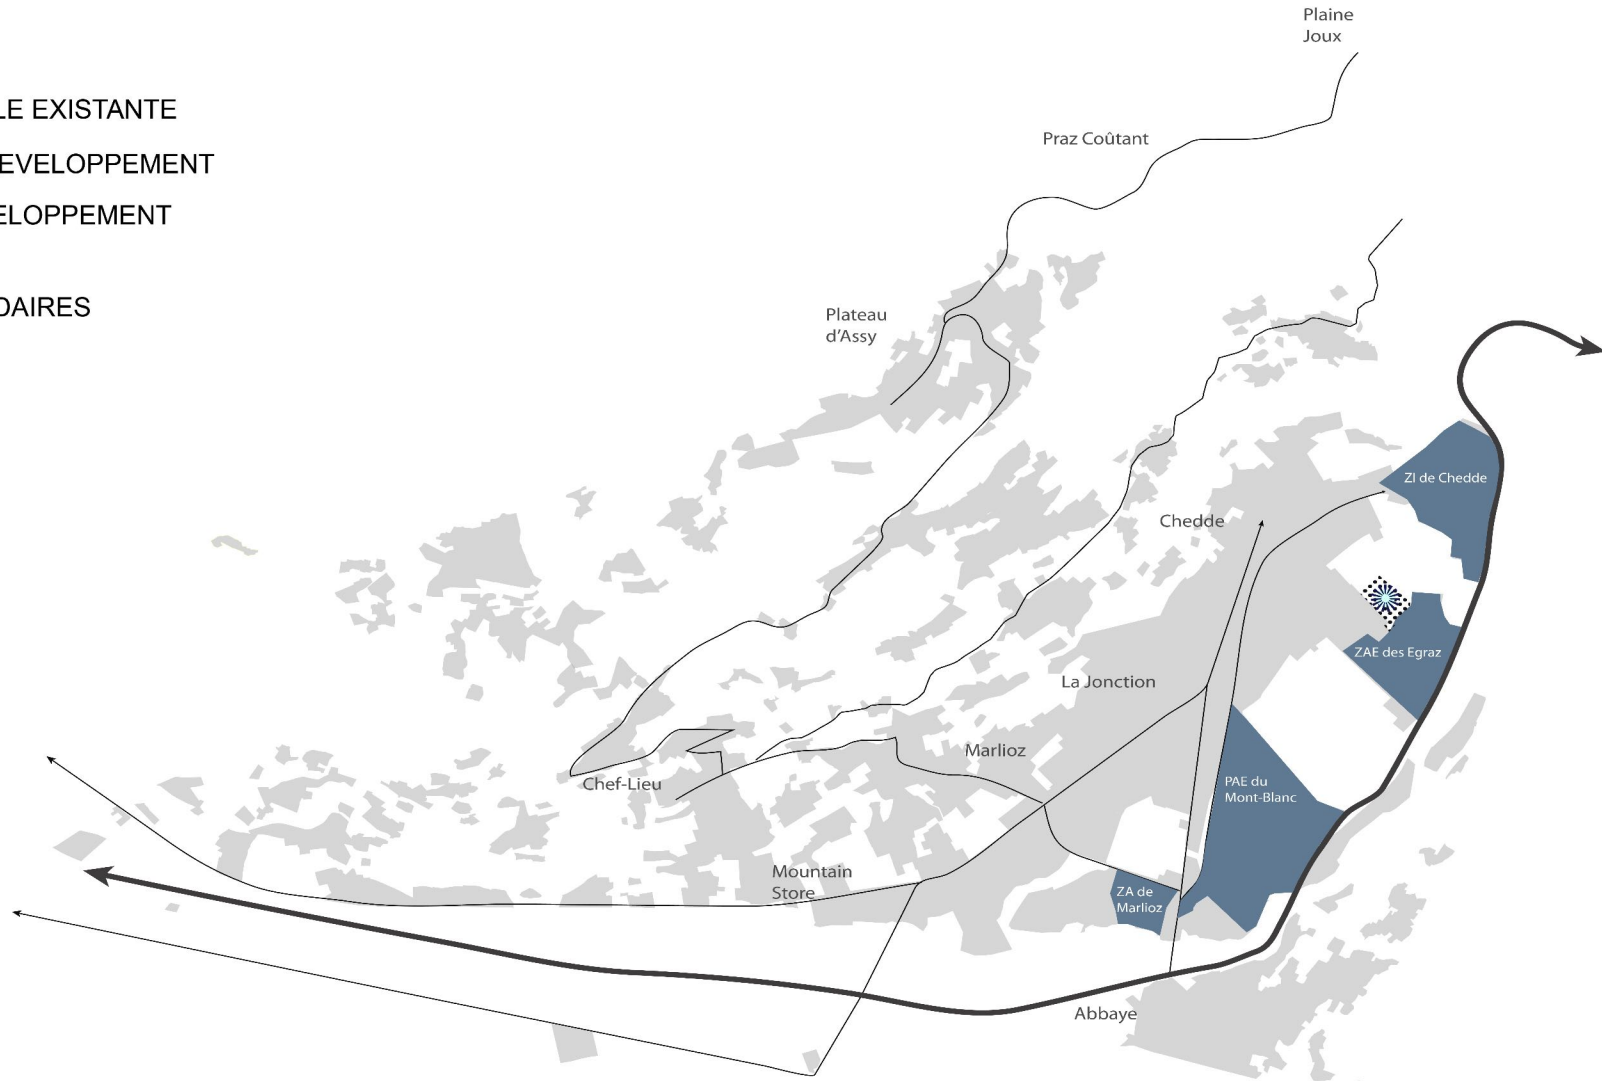 Plaine
Joux
LE EXISTANTE
Praz Coûtant
EVELOPPEMENT
ELOPPEMENT
DAIRES
Plateau
d'Assy
ZI de Chedde
Chedde
ZAE des Egraz
La Jonction
Marlioz
Chef-Lieu
PAE du
Mont-Blanc
Mountain
Store
ZA de
Marlioz
Abbaye